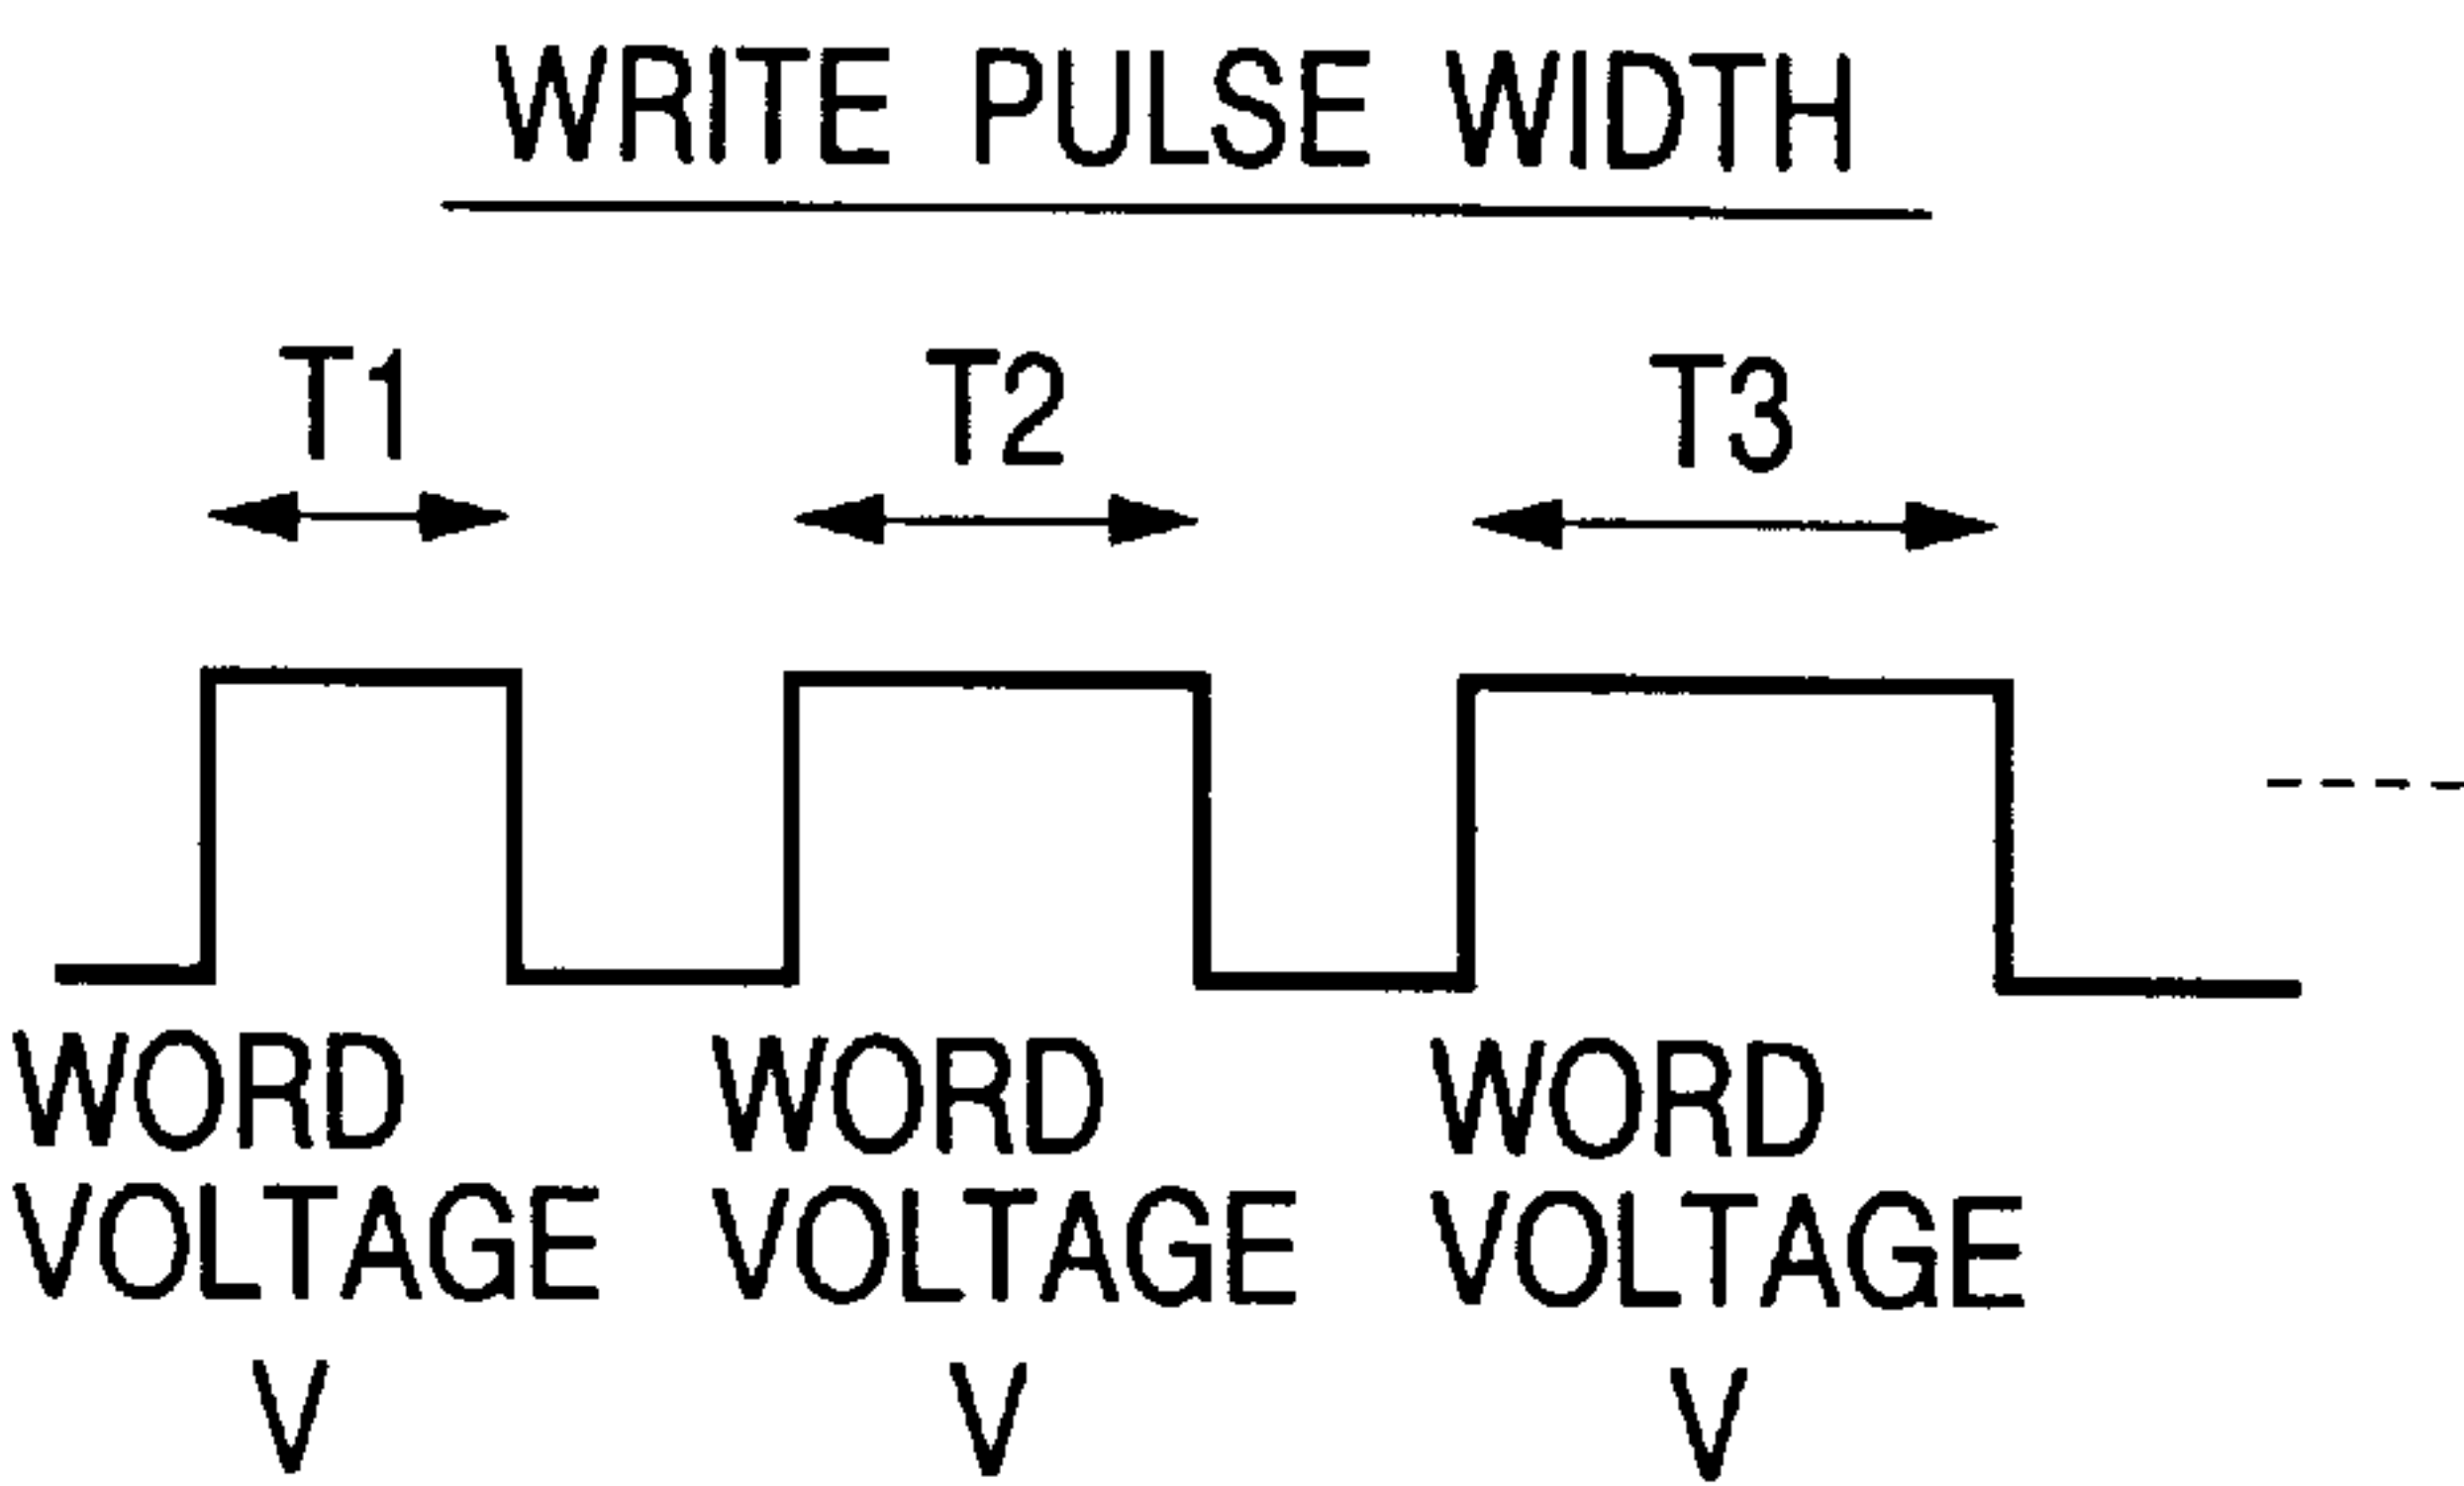 WRITE PULSE WIDTH
T1 T2 T3
WORD WORD WORD
VOLTAGE VOLTAGE VOLTAGE
V V V